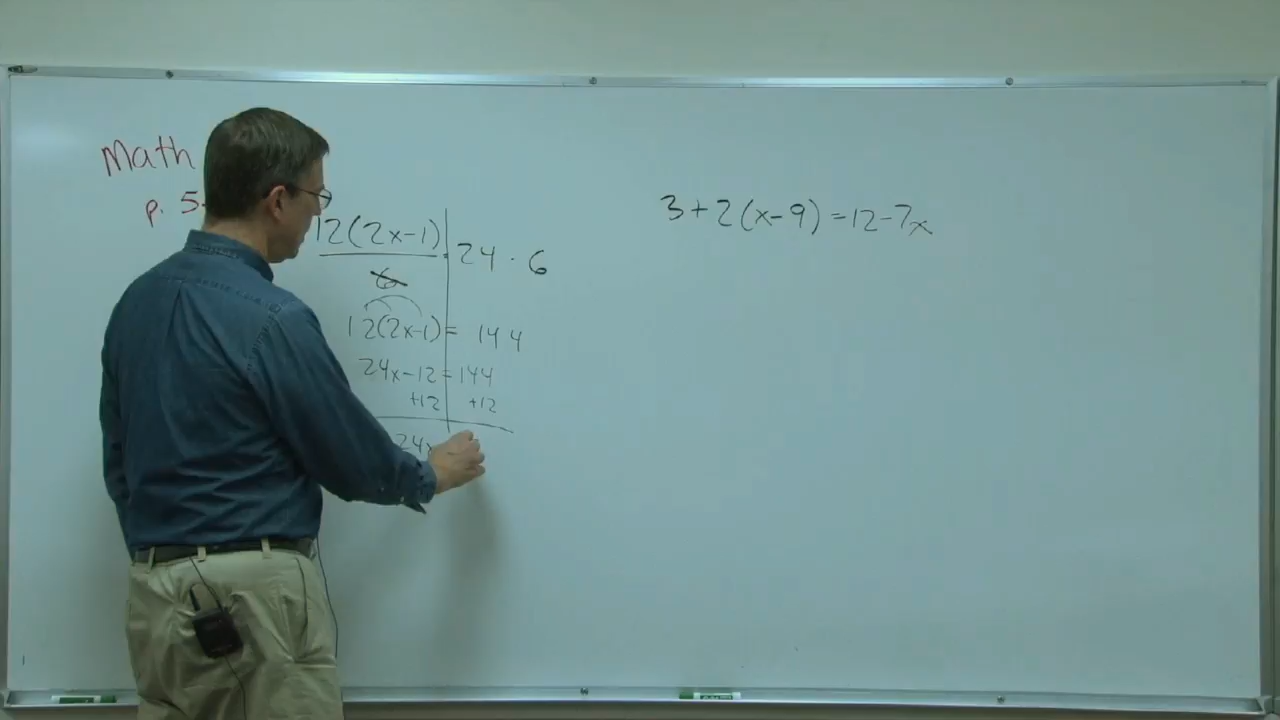 Math
p. 5
12(2x-1)
6
24 · 6
12(2x-1) = 144
24x-12 = 144
+12 +12
24x
3+2(x-9)=12-7x